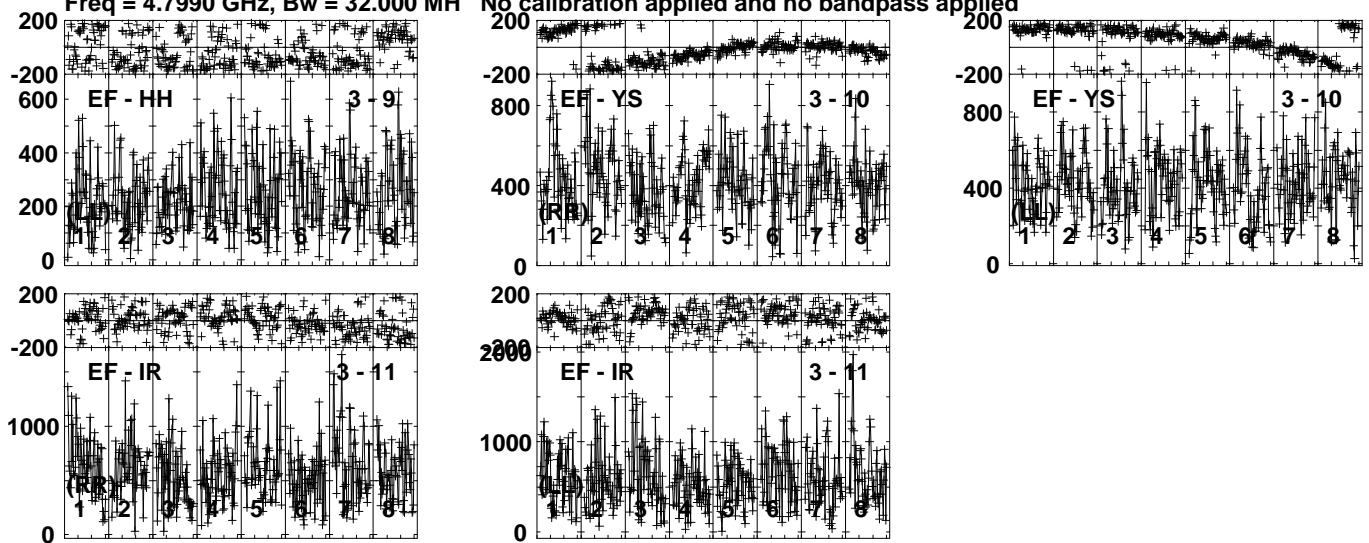 Freq = 4.7990 GHz, Bw = 32.000 MH No calibration applied and no bandpass applied
200
-200
EF - HH 3 - 9
600
400
200
0
(LL)
1 2 3 4 5 6 7 8
200
-200
EF - YS 3 - 10
800
400
0
(RR)
1 2 3 4 5 6 7 8
200
-200
EF - YS 3 - 10
800
400
0
(LL)
1 2 3 4 5 6 7 8
200
-200
EF - IR 3 - 11
1000
0
(RR)
1 2 3 4 5 6 7 8
200
-200
2000
EF - IR 3 - 11
1000
0
(LL)
1 2 3 4 5 6 7 8